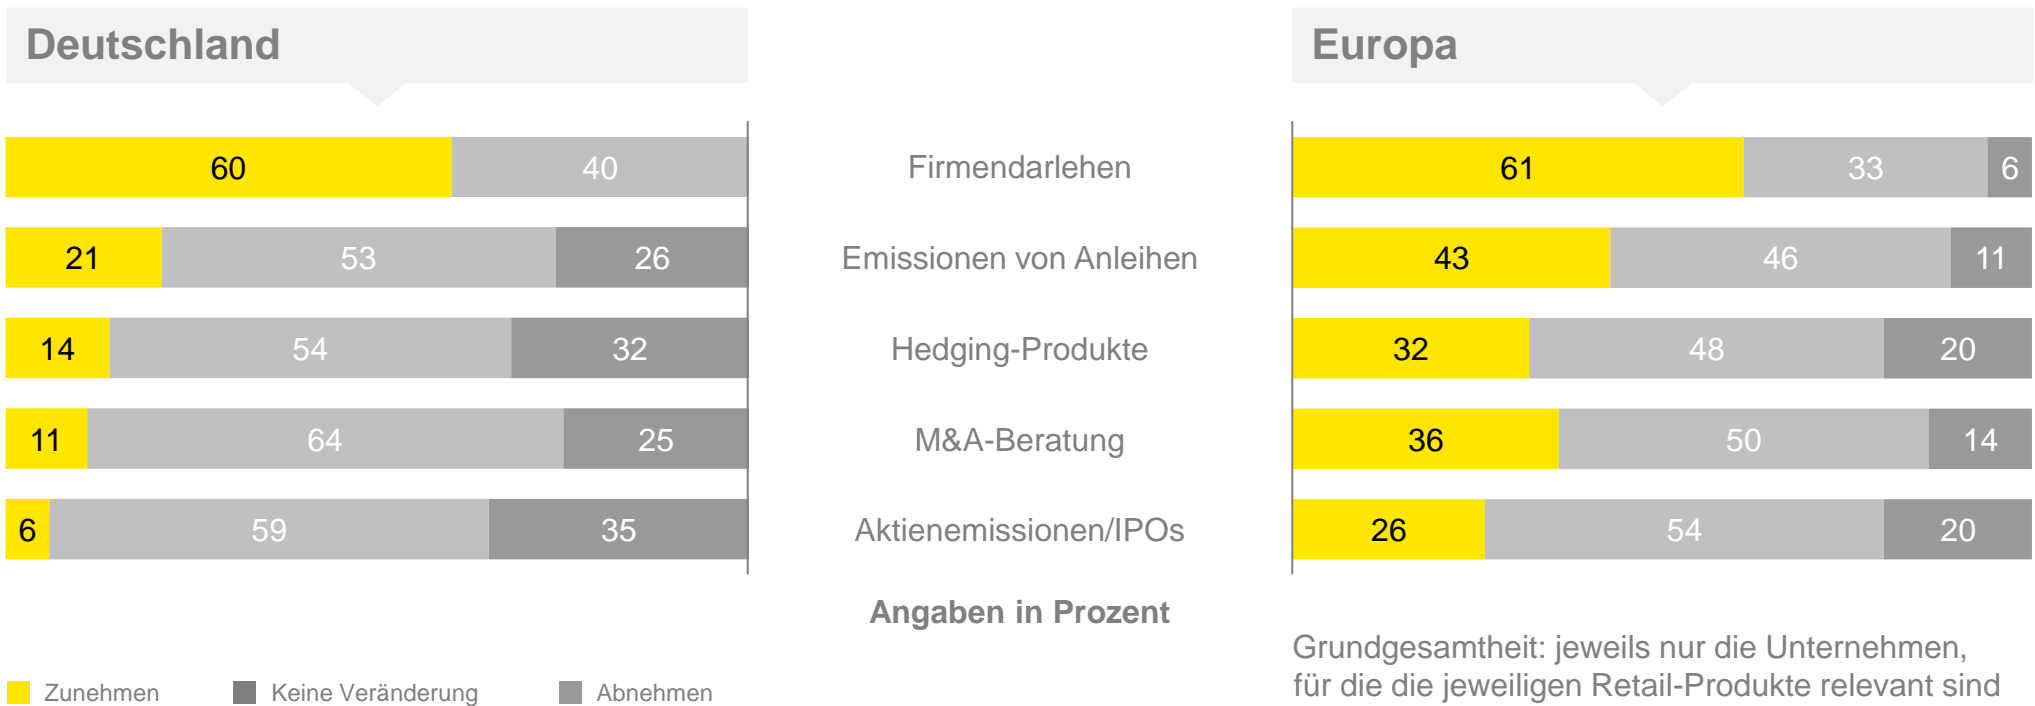 Deutschland
Europa
60 40 Firmendarlehen 61 33 6
21 53 26 Emissionen von Anleihen 43 46 11
14 54 32 Hedging-Produkte 32 48 20
11 64 25 M&A-Beratung 36 50 14
6 59 35 Aktienemissionen/IPOs 26 54 20
Angaben in Prozent
Grundgesamtheit: jeweils nur die Unternehmen,
für die die jeweiligen Retail-Produkte relevant sind
Zunehmen Keine Veränderung Abnehmen